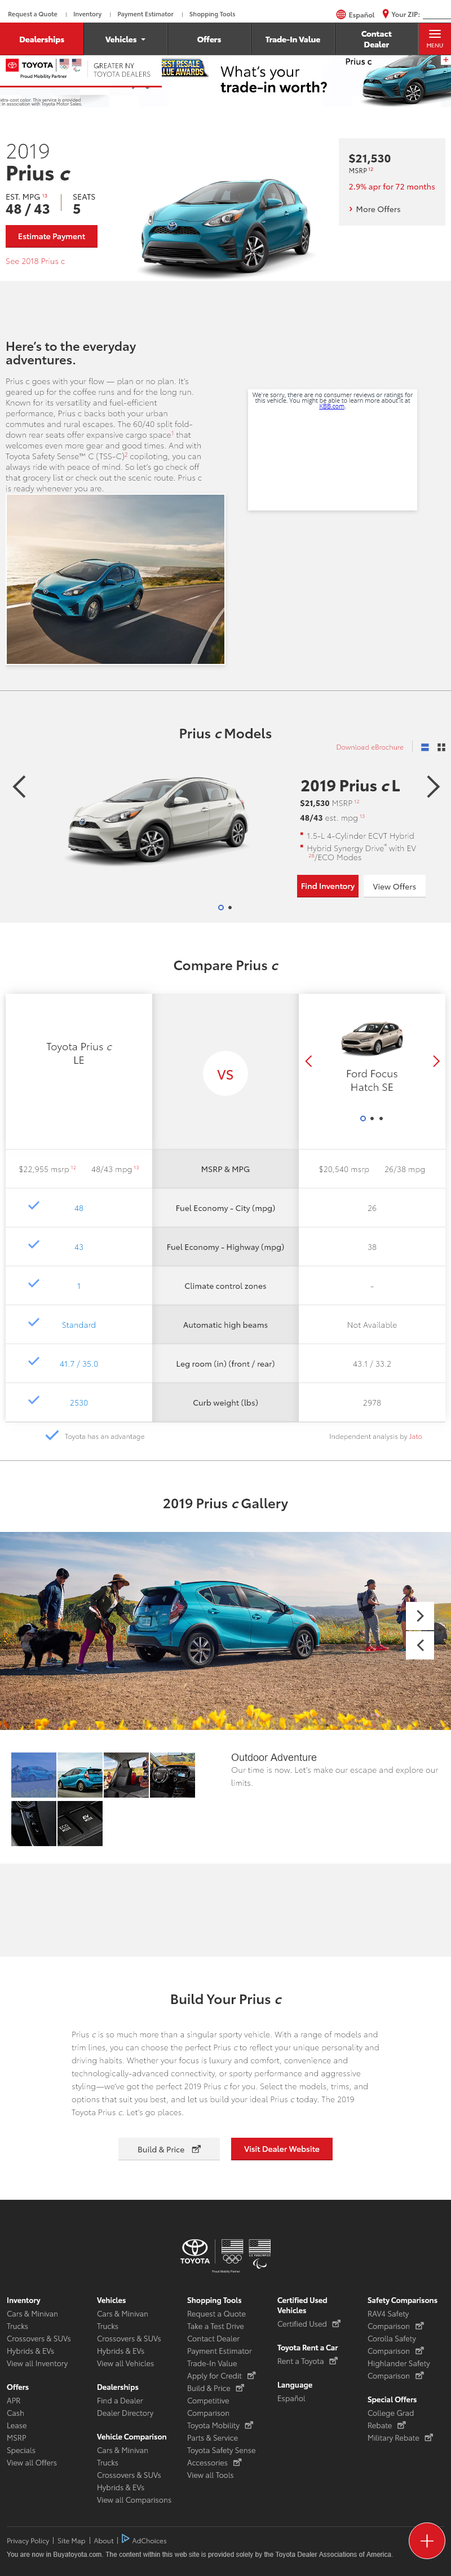 Request a Quote | Inventory | Payment Estimator | Shopping Tools Español Your ZIP:
Dealerships Vehicles Offers Trade-In Value Contact Dealer MENU
TOYOTA
Proud Mobility Partner
GREATER NY
TOYOTA DEALERS
BEST RESALE
VALUE AWARDS
What's your
trade-in worth?
Prius c
2019
Prius c
EST. MPG 13 SEATS
48 / 43 5
Estimate Payment
See 2018 Prius c
$21,530
MSRP 12
2.9% apr for 72 months
More Offers
Here's to the everyday
adventures.
Prius c goes with your flow — plan or no plan. It's
geared up for the coffee runs and for the long run.
Known for its versatility and fuel-efficient
performance, Prius c backs both your urban
commutes and rural escapes. The 60/40 split fold-
down rear seats offer expansive cargo space1 that
welcomes even more gear and good times. And with
Toyota Safety Sense™ C (TSS-C)2 copiloting, you can
always ride with peace of mind. So let's go check off
that grocery list or check out the scenic route. Prius c
is ready whenever you are.
We're sorry, there are no consumer reviews or ratings for
this vehicle. You might be able to learn more about it at
KBB.com.
Prius c Models
Download eBrochure
2019 Prius c L
$21,530 MSRP 12
48/43 est. mpg 13
1.5-L 4-Cylinder ECVT Hybrid
Hybrid Synergy Drive® with EV
28/ECO Modes
Find Inventory View Offers
Compare Prius c
Toyota Prius c
LE
VS
Ford Focus
Hatch SE
$22,955 msrp 12 48/43 mpg 13 MSRP & MPG $20,540 msrp 26/38 mpg
48 Fuel Economy - City (mpg) 26
43 Fuel Economy - Highway (mpg) 38
1 Climate control zones -
Standard Automatic high beams Not Available
41.7 / 35.0 Leg room (in) (front / rear) 43.1 / 33.2
2530 Curb weight (lbs) 2978
Toyota has an advantage Independent analysis by Jato
2019 Prius c Gallery
Outdoor Adventure
Our time is now. Let's make our escape and explore our
limits.
Build Your Prius c
Prius c is so much more than a singular sporty vehicle. With a range of models and
trim lines, you can choose the perfect Prius c to reflect your unique personality and
driving habits. Whether your focus is luxury and comfort, convenience and
technologically-advanced connectivity, or sporty performance and aggressive
styling—we've got the perfect 2019 Prius c for you. Select the models, trims, and
options that suit you best, and let us build your ideal Prius c today. The 2019
Toyota Prius c. Let's go places.
Build & Price Visit Dealer Website
TOYOTA
Inventory
Cars & Minivan
Trucks
Crossovers & SUVs
Hybrids & EVs
View all Inventory
Offers
APR
Cash
Lease
MSRP
Specials
View all Offers
Vehicles
Cars & Minivan
Trucks
Crossovers & SUVs
Hybrids & EVs
View all Vehicles
Dealerships
Find a Dealer
Dealer Directory
Vehicle Comparison
Cars & Minivan
Trucks
Crossovers & SUVs
Hybrids & EVs
View all Comparisons
Shopping Tools
Request a Quote
Take a Test Drive
Contact Dealer
Payment Estimator
Trade-In Value
Apply for Credit
Build & Price
Competitive
Comparison
Toyota Mobility
Parts & Service
Toyota Safety Sense
Accessories
View all Tools
Certified Used
Vehicles
Certified Used
Toyota Rent a Car
Rent a Toyota
Language
Español
Safety Comparisons
RAV4 Safety
Comparison
Corolla Safety
Comparison
Highlander Safety
Comparison
Special Offers
College Grad
Rebate
Military Rebate
Privacy Policy | Site Map | About | AdChoices
You are now in Buyatoyota.com. The content within this web site is provided solely by the Toyota Dealer Associations of America.